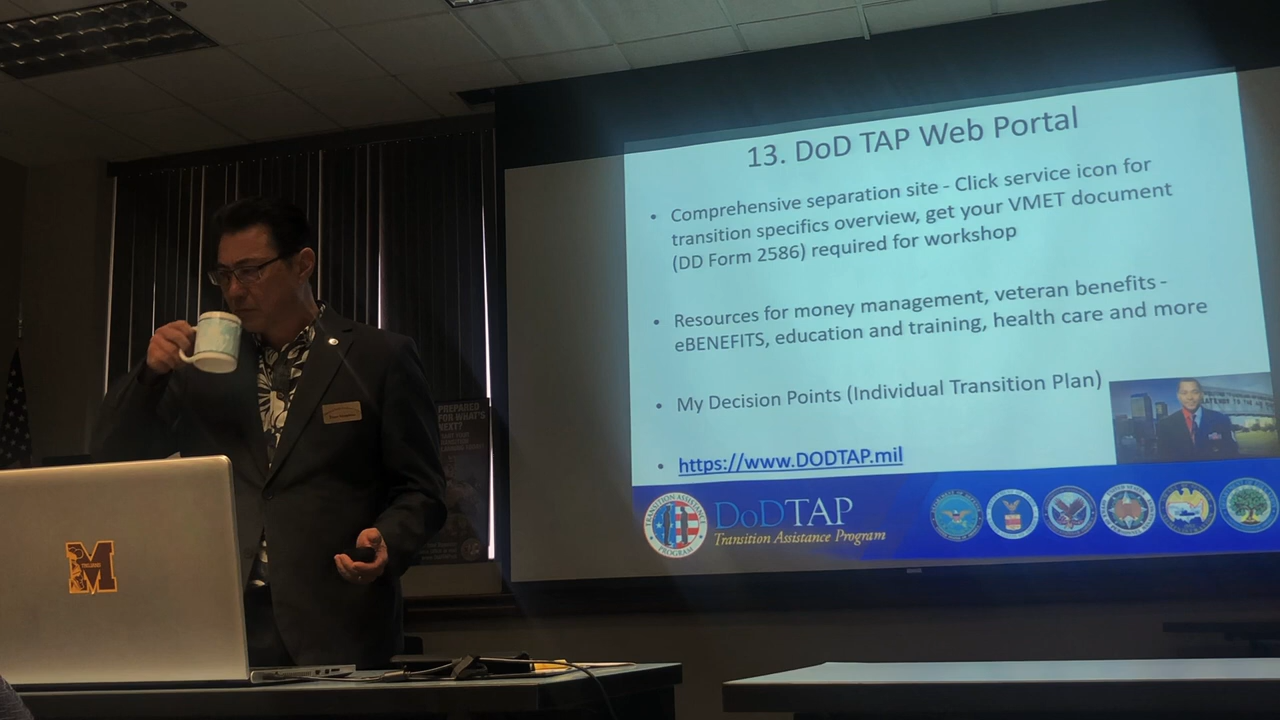 13. DoD TAP Web Portal
• Comprehensive separation site - Click service icon for
transition specifics overview, get your VMET document
(DD Form 2586) required for workshop
• Resources for money management, veteran benefits -
eBENEFITS, education and training, health care and more
• My Decision Points (Individual Transition Plan)
• https://www.DODTAP.mil
TRANSITION ASSISTANCE
PROGRAM
DoDTAP
Transition Assistance Program
PREPARED
FOR WHAT'S
NEXT?
M